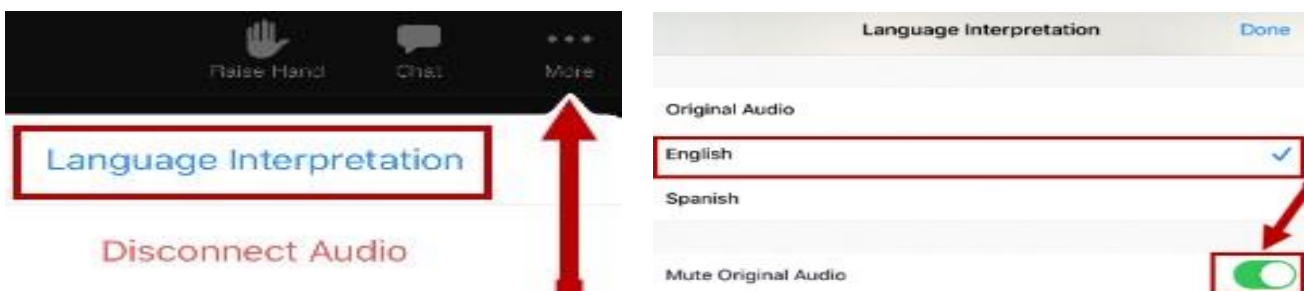 Raise Hand
Chat
More
Language Interpretation
Disconnect Audio
Language Interpretation
Done
Original Audio
English
Spanish
Mute Original Audio